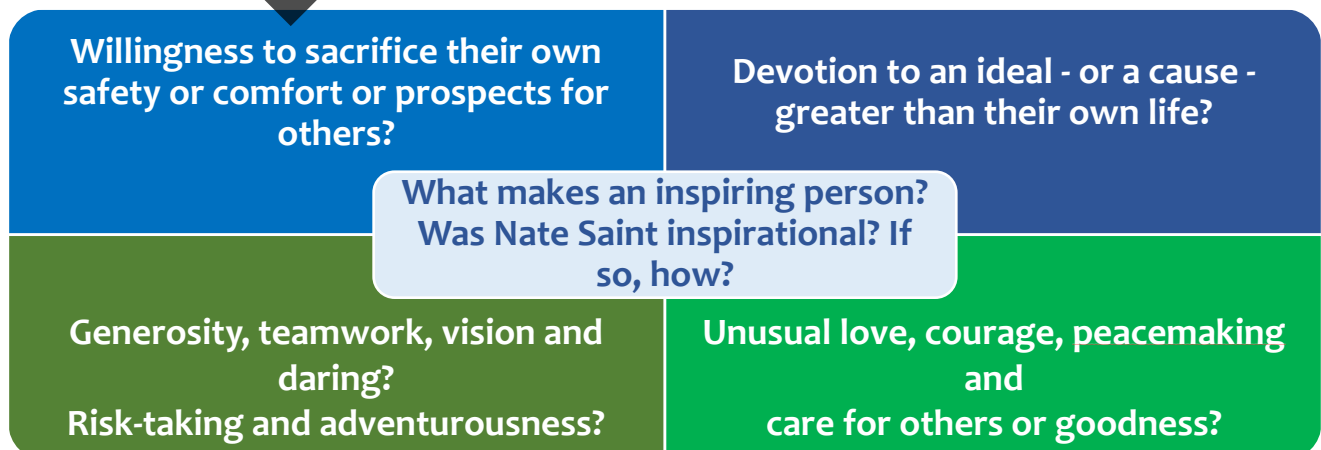 Willingness to sacrifice their own
safety or comfort or prospects for
others?
Devotion to an ideal - or a cause -
greater than their own life?
What makes an inspiring person?
Was Nate Saint inspirational? If
so, how?
Generosity, teamwork, vision and
daring?
Risk-taking and adventurousness?
Unusual love, courage, peacemaking
and
care for others or goodness?